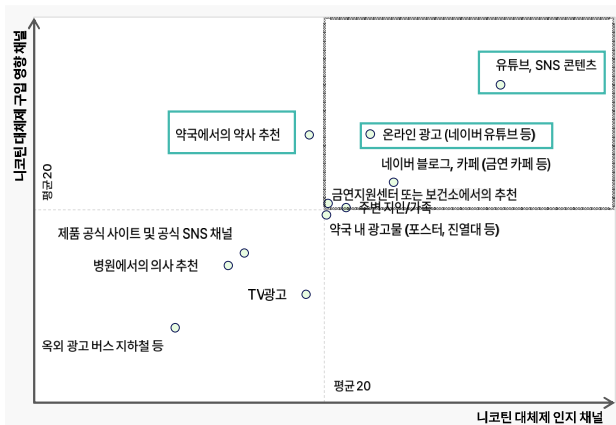 니코틴 대체제 구입 영향 채널
평균 20
유튜브, SNS 콘텐츠
약국에서의 약사 추천
온라인 광고 (네이버 유튜브 등)
네이버 블로그, 카페 (금연 카페 등)
금연지원센터 또는 보건소에서의 추천
주변 지인/가족
약국 내 광고물 (포스터, 진열대 등)
제품 공식 사이트 및 공식 SNS 채널
병원에서의 의사 추천
TV광고
옥외 광고 버스 지하철 등
평균 20
니코틴 대체제 인지 채널